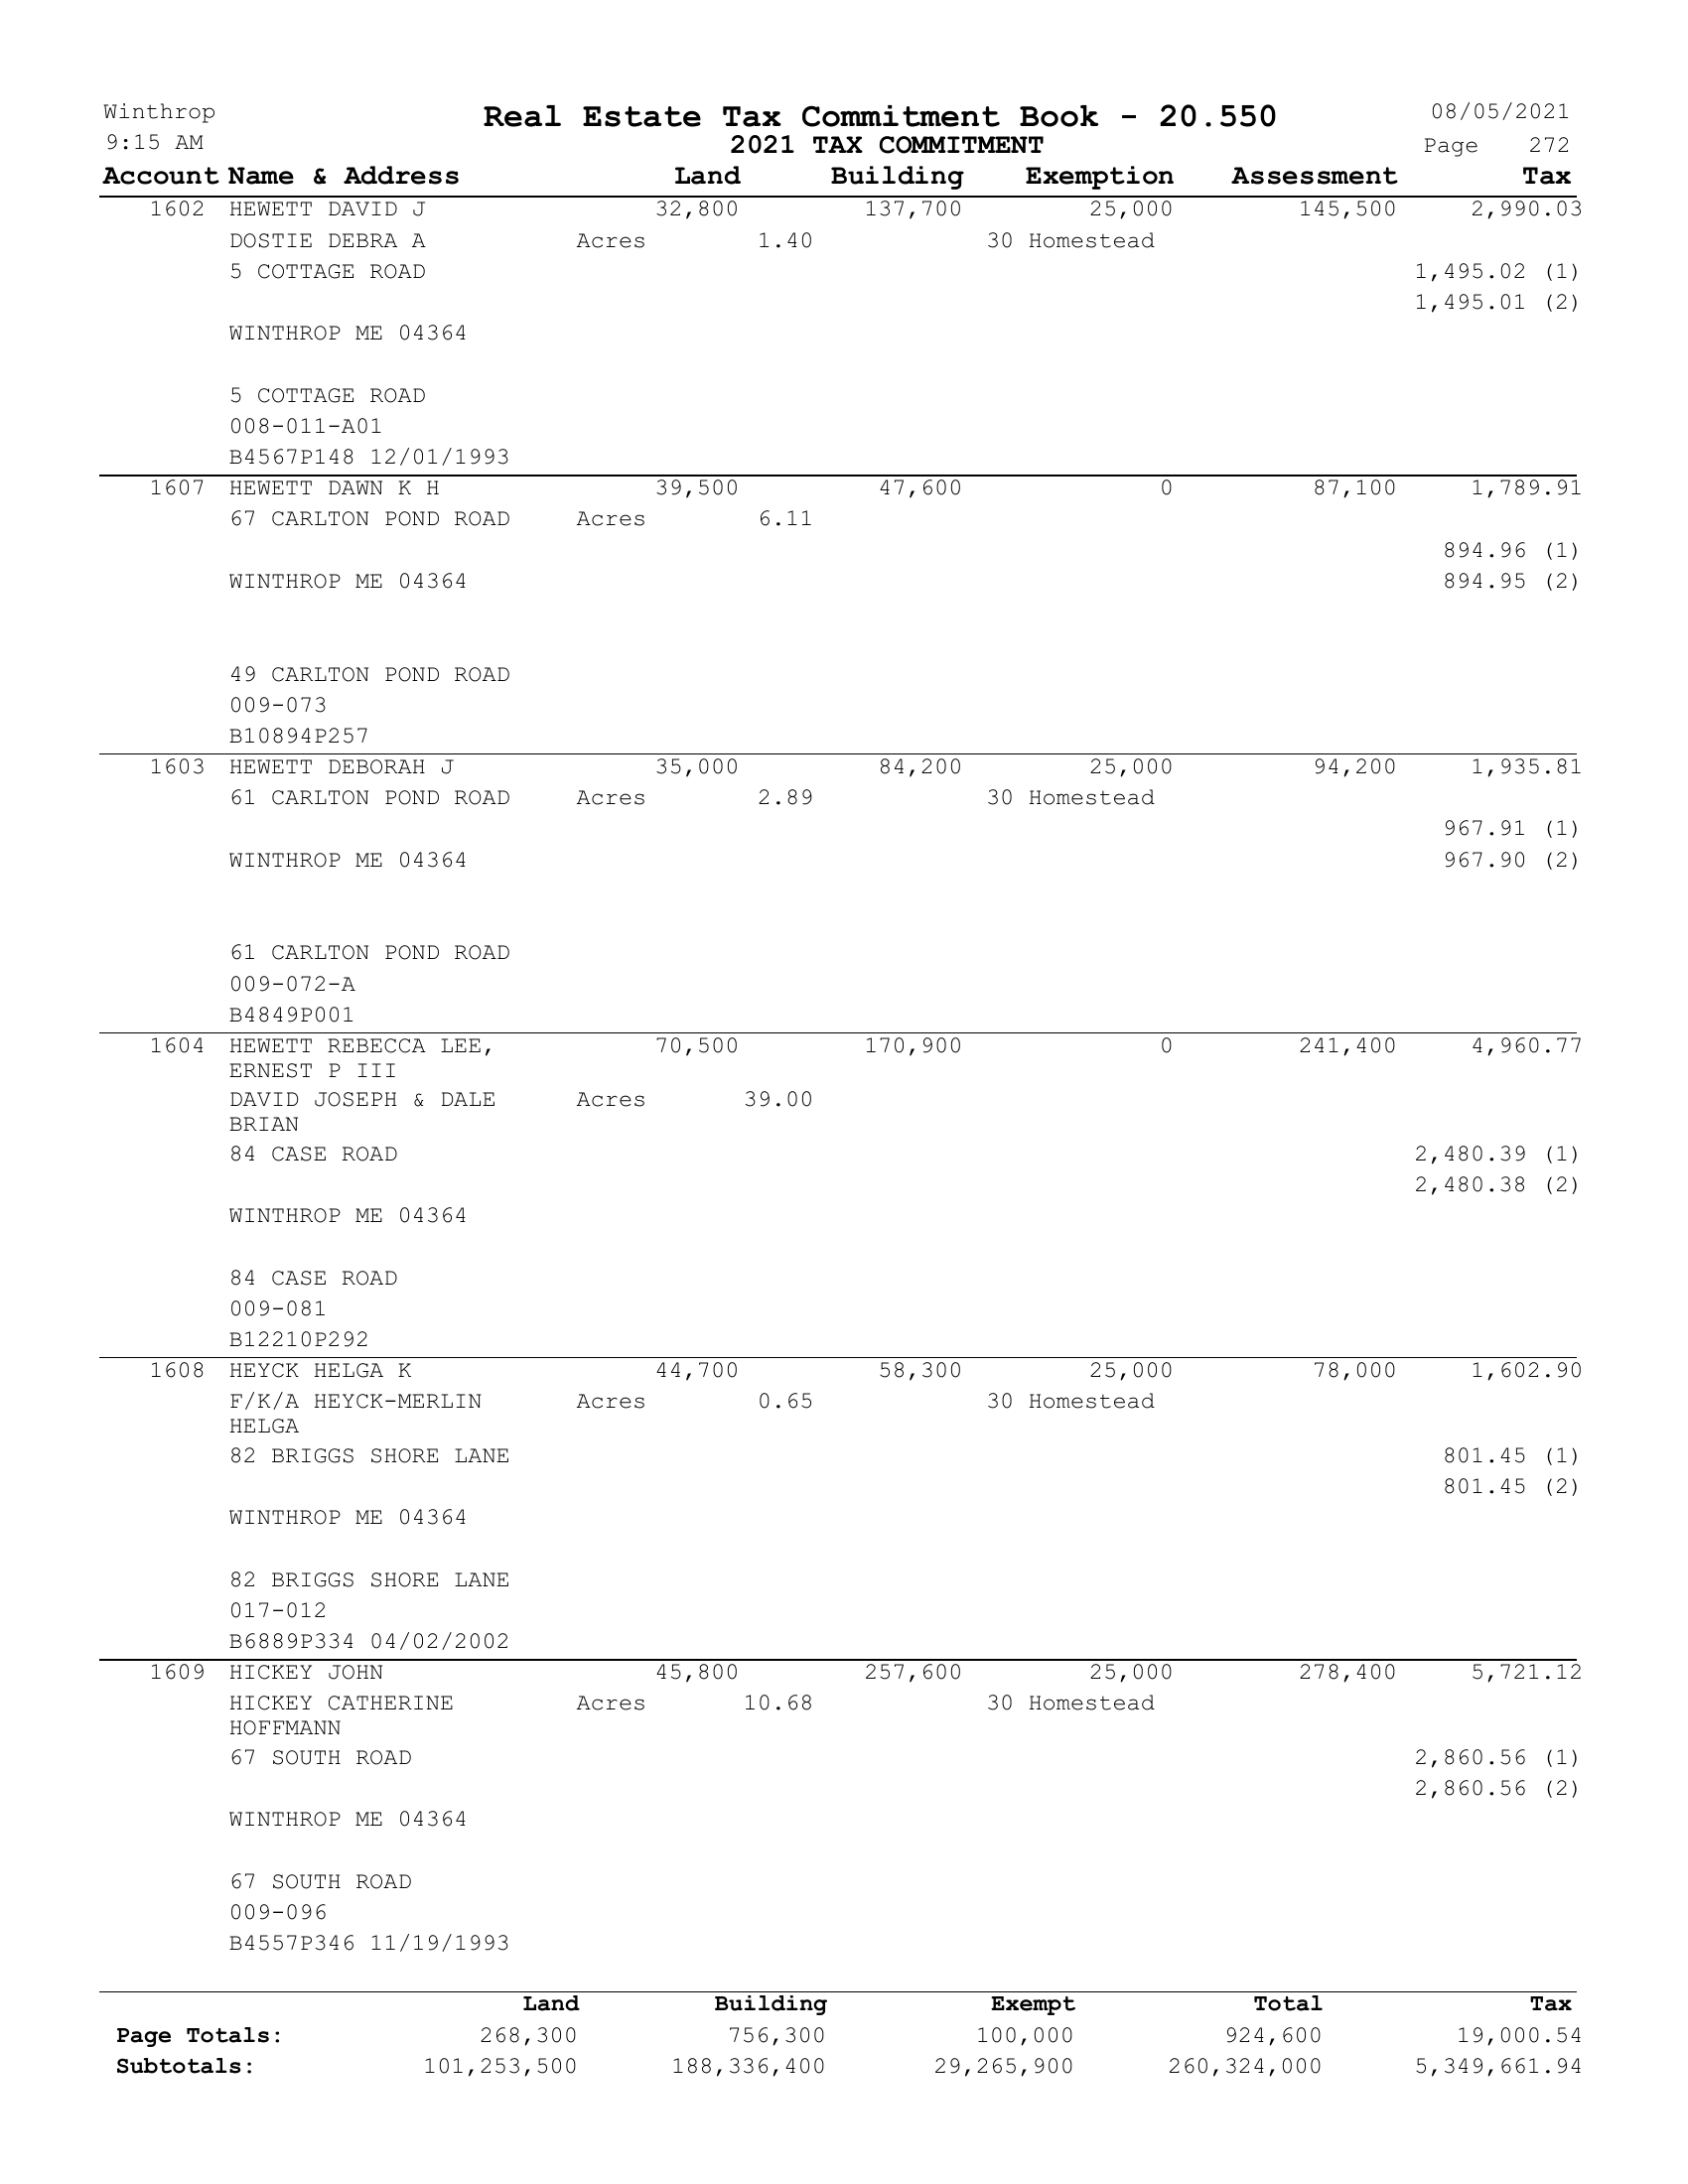 Winthrop Real Estate Tax Commitment Book - 20.550 08/05/2021
9:15 AM 2021 TAX COMMITMENT Page 272
Account Name & Address Land Building Exemption Assessment Tax
1602 HEWETT DAVID J 32,800 137,700 25,000 145,500 2,990.03
DOSTIE DEBRA A Acres 1.40 30 Homestead
5 COTTAGE ROAD 1,495.02 (1)
1,495.01 (2)
WINTHROP ME 04364
5 COTTAGE ROAD
008-011-A01
B4567P148 12/01/1993
1607 HEWETT DAWN K H 39,500 47,600 0 87,100 1,789.91
67 CARLTON POND ROAD Acres 6.11
894.96 (1)
WINTHROP ME 04364 894.95 (2)
49 CARLTON POND ROAD
009-073
B10894P257
1603 HEWETT DEBORAH J 35,000 84,200 25,000 94,200 1,935.81
61 CARLTON POND ROAD Acres 2.89 30 Homestead
967.91 (1)
WINTHROP ME 04364 967.90 (2)
61 CARLTON POND ROAD
009-072-A
B4849P001
1604 HEWETT REBECCA LEE, 70,500 170,900 0 241,400 4,960.77
ERNEST P III
DAVID JOSEPH & DALE Acres 39.00
BRIAN
84 CASE ROAD 2,480.39 (1)
2,480.38 (2)
WINTHROP ME 04364
84 CASE ROAD
009-081
B12210P292
1608 HEYCK HELGA K 44,700 58,300 25,000 78,000 1,602.90
F/K/A HEYCK-MERLIN Acres 0.65 30 Homestead
HELGA
82 BRIGGS SHORE LANE 801.45 (1)
801.45 (2)
WINTHROP ME 04364
82 BRIGGS SHORE LANE
017-012
B6889P334 04/02/2002
1609 HICKEY JOHN 45,800 257,600 25,000 278,400 5,721.12
HICKEY CATHERINE Acres 10.68 30 Homestead
HOFFMANN
67 SOUTH ROAD 2,860.56 (1)
2,860.56 (2)
WINTHROP ME 04364
67 SOUTH ROAD
009-096
B4557P346 11/19/1993
Land Building Exempt Total Tax
Page Totals: 268,300 756,300 100,000 924,600 19,000.54
Subtotals: 101,253,500 188,336,400 29,265,900 260,324,000 5,349,661.94